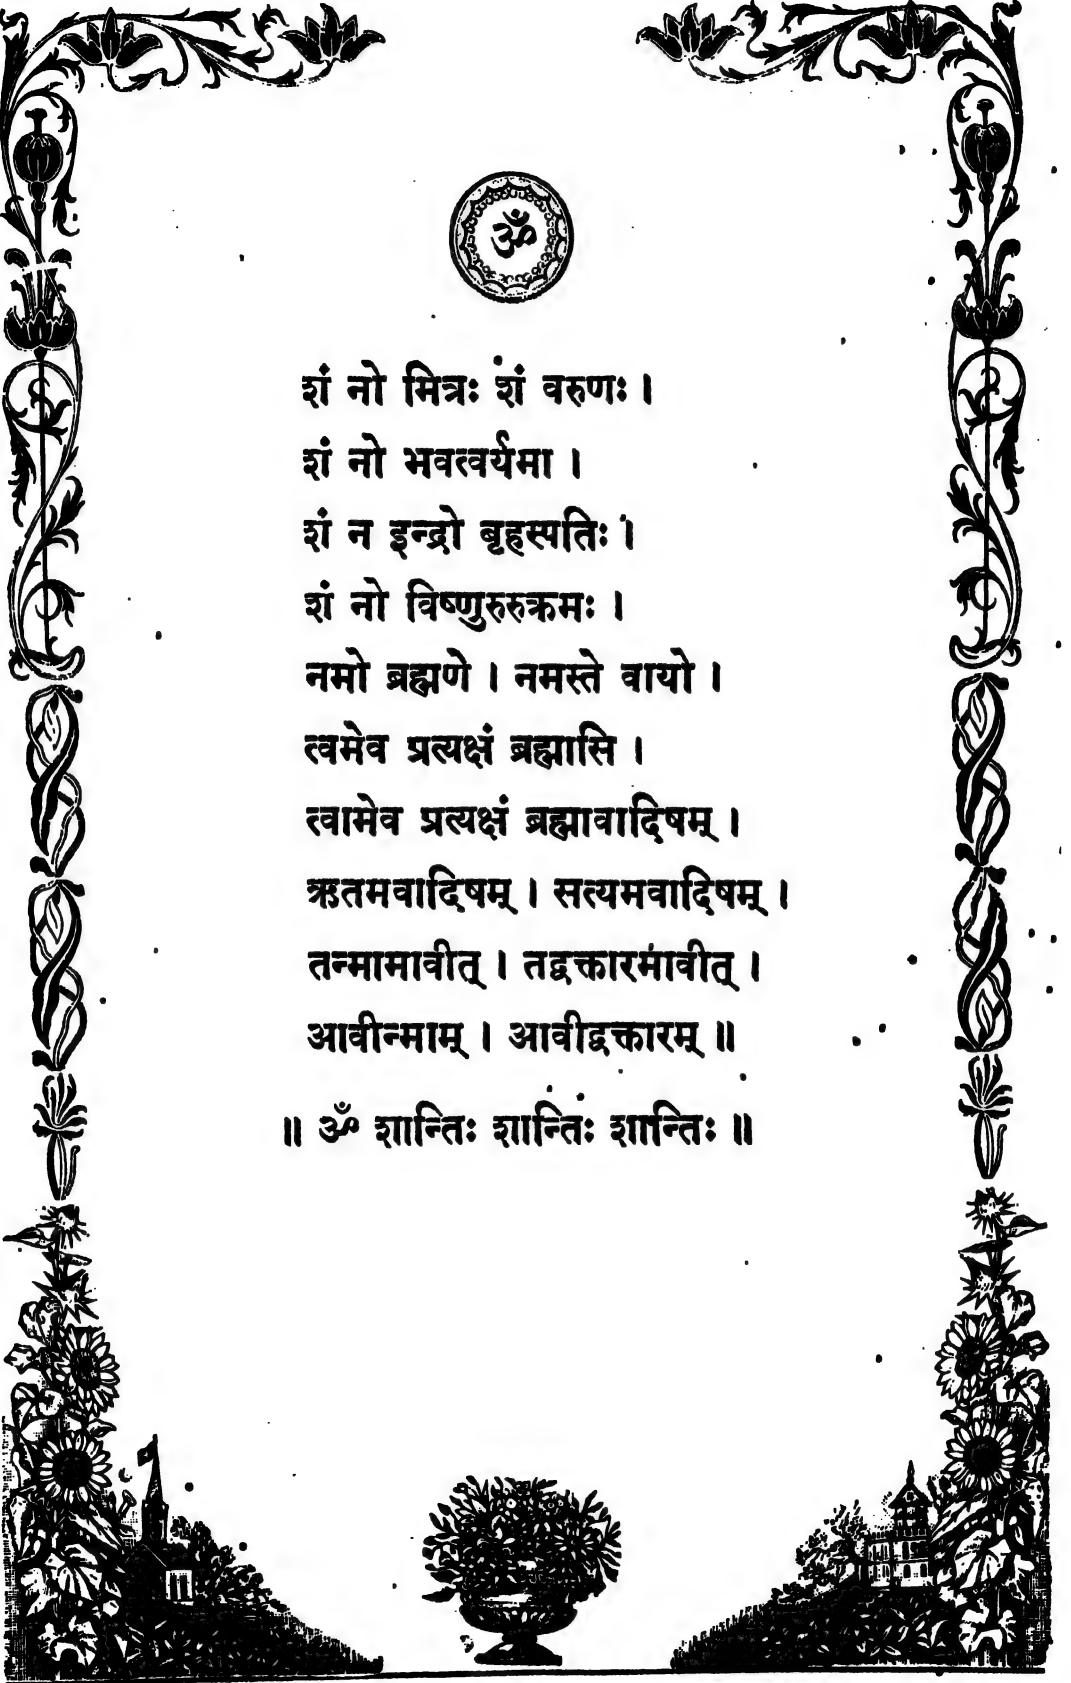 ॐ
शं नो मित्रः शं वरुणः ।
शं नो भवत्वर्यमा ।
शं न इन्द्रो बृहस्पतिः ।
शं नो विष्णुरुरुक्रमः ।
नमो ब्रह्मणे । नमस्ते वायो ।
त्वमेव प्रत्यक्षं ब्रह्मासि ।
त्वामेव प्रत्यक्षं ब्रह्मावादिषम् ।
ऋतमवादिषम् । सत्यमवादिषम् ।
तन्मामावीत् । तद्वक्तारमावीत् ।
आवीन्माम् । आवीद्वक्तारम् ॥
॥ ॐ शान्तिः शान्तिः शान्तिः ॥